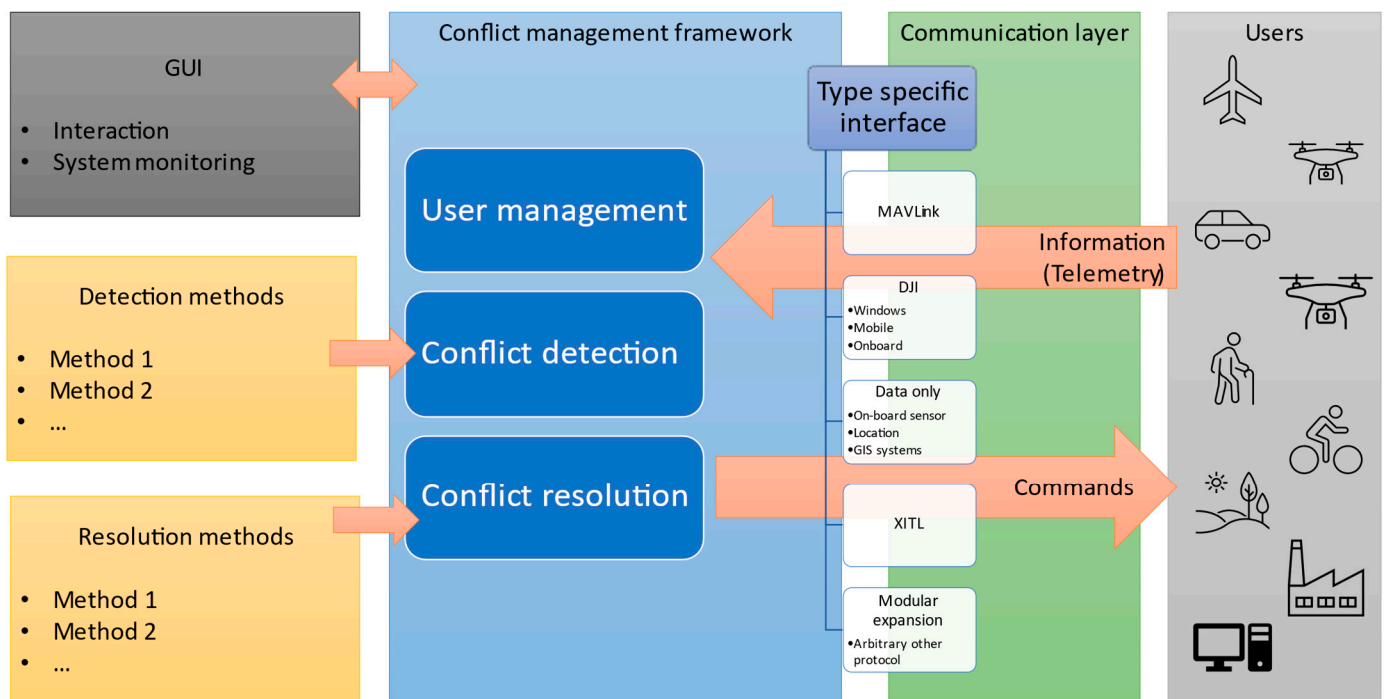 GUI
• Interaction
• System monitoring
Detection methods
• Method 1
• Method 2
• ...
Resolution methods
• Method 1
• Method 2
• ...
Conflict management framework
User management
Conflict detection
Conflict resolution
Type specific
interface
MAVLink
DJI
•Windows
•Mobile
•Onboard
Data only
•On-board sensor
•Location
•GIS systems
XITL
Modular
expansion
•Arbitrary other
protocol
Communication layer
Information
(Telemetry)
Commands
Users